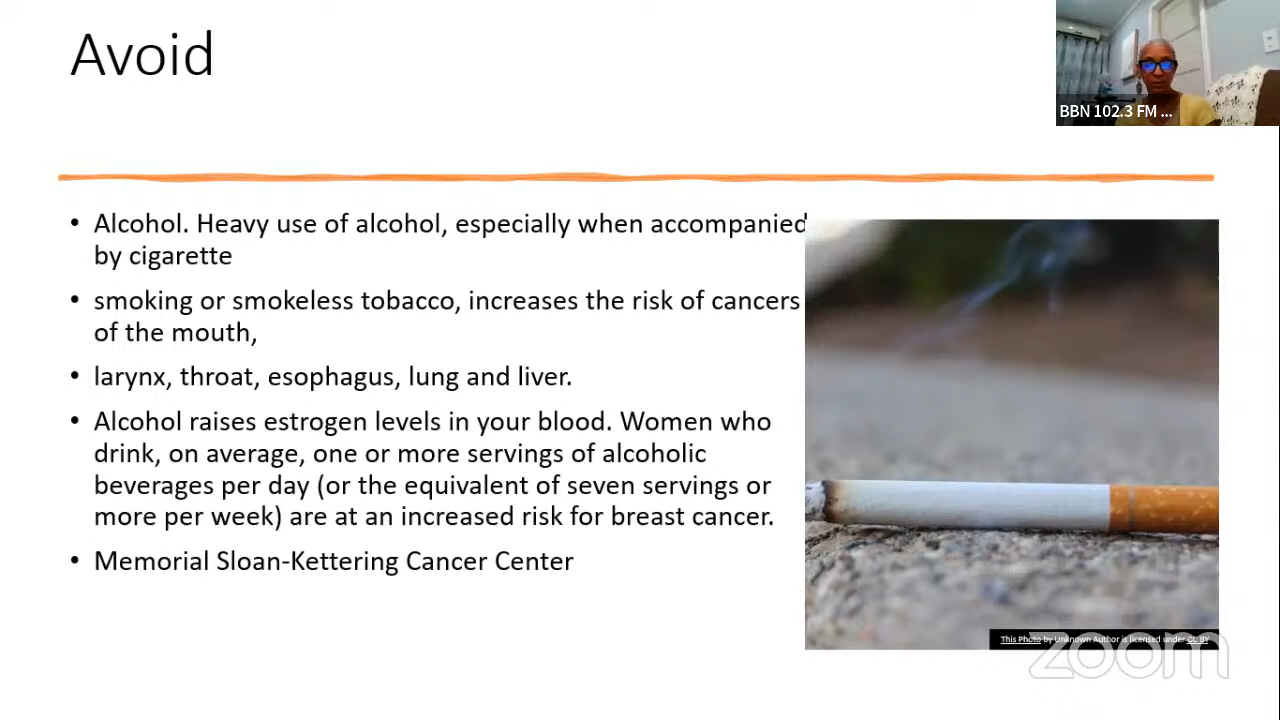 Avoid
BBN 102.3 FM ...
• Alcohol. Heavy use of alcohol, especially when accompanied
by cigarette
• smoking or smokeless tobacco, increases the risk of cancers
of the mouth,
• larynx, throat, esophagus, lung and liver.
• Alcohol raises estrogen levels in your blood. Women who
drink, on average, one or more servings of alcoholic
beverages per day (or the equivalent of seven servings or
more per week) are at an increased risk for breast cancer.
• Memorial Sloan-Kettering Cancer Center
This Photo by Unknown Author is licensed under CC BY
zoom